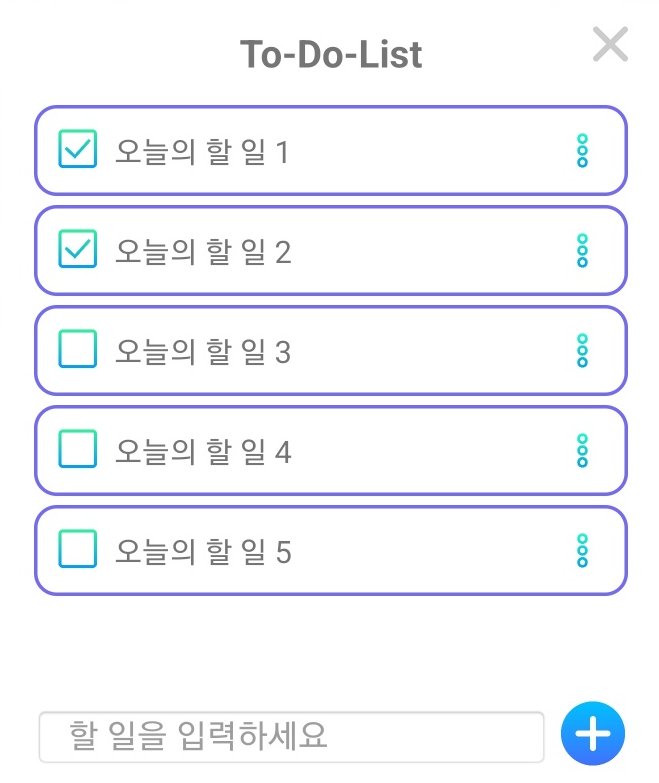 To-Do-List
오늘의 할 일 1
오늘의 할 일 2
오늘의 할 일 3
오늘의 할 일 4
오늘의 할 일 5
할 일을 입력하세요